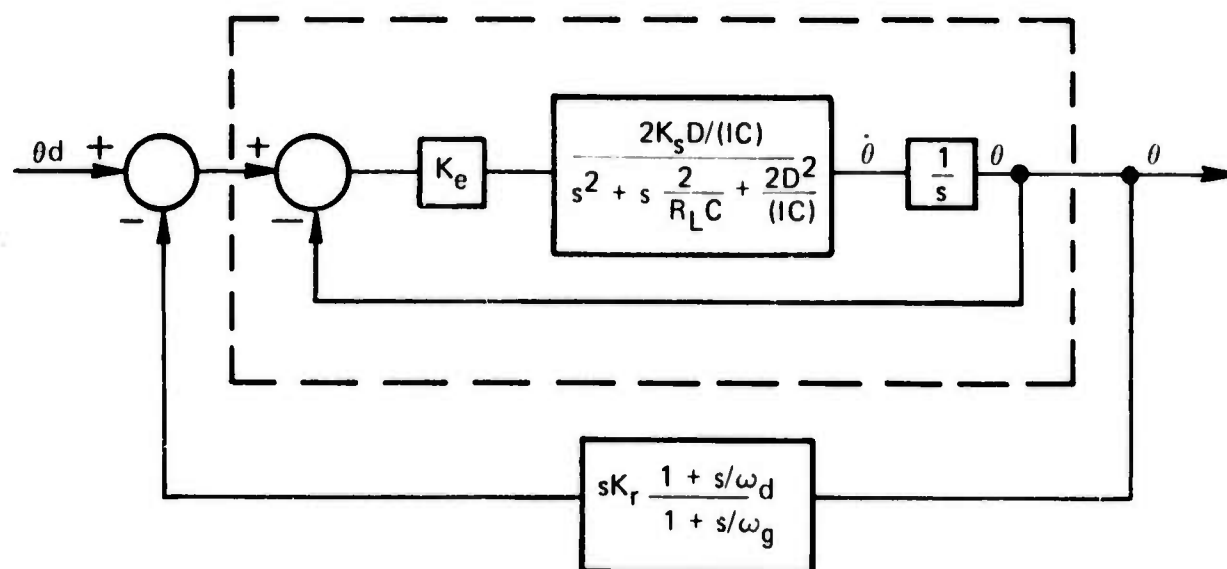 θd
+
−
+
−
K_e
2K_sD/(IC)
s² + s 2/(R_LC) + 2D²/(IC)
θ̇
1/s
θ
θ
sK_r (1 + s/ω_d)/(1 + s/ω_g)